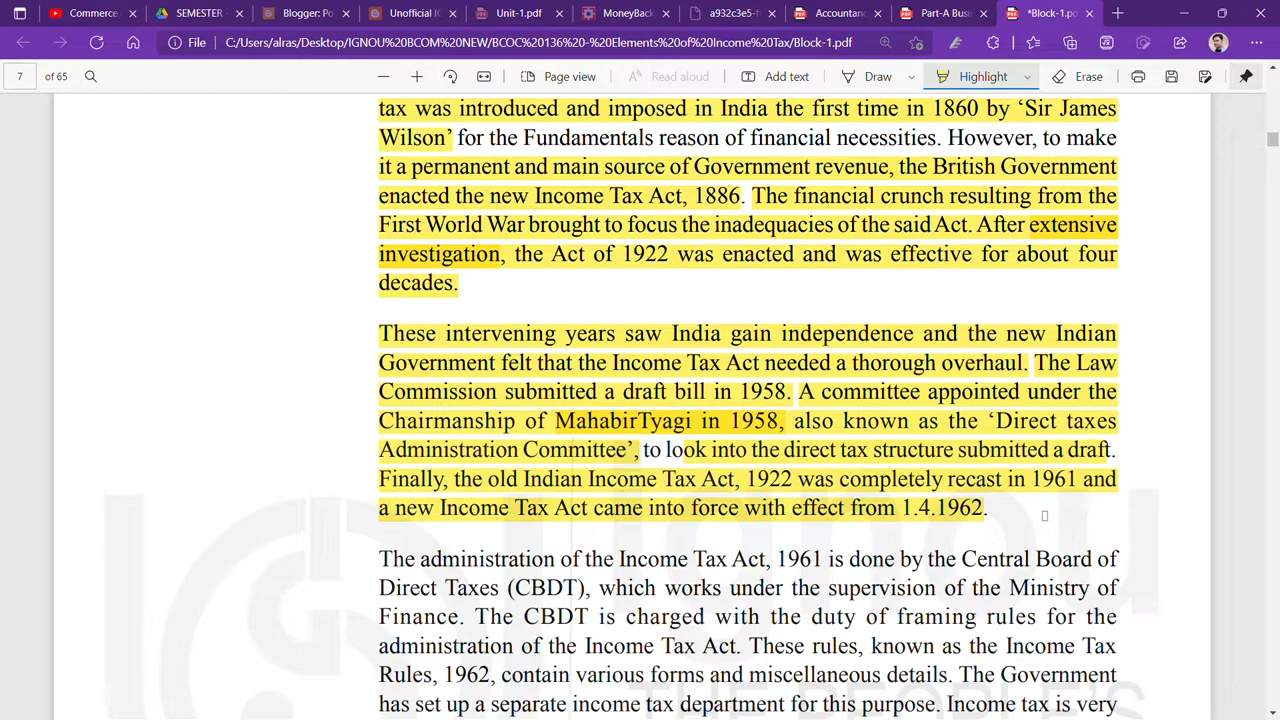 Commerce
SEMESTER -
Blogger Po
Unofficial I
Unit-1.pdf
MoneyBack
a932c3e5-f
Accountan
Part-A Busi
*Block-1.pd
File
C:/Users/alras/Desktop/IGNOU%20BCOM%20NEW/BCOC%20136%20-%20Elements%20of%20Income%20Tax/Block-1.pdf
7 of 65
Page view
Read aloud
Add text
Draw
Highlight
Erase
tax was introduced and imposed in India the first time in 1860 by ‘Sir James
Wilson’ for the Fundamentals reason of financial necessities. However, to make
it a permanent and main source of Government revenue, the British Government
enacted the new Income Tax Act, 1886. The financial crunch resulting from the
First World War brought to focus the inadequacies of the said Act. After extensive
investigation, the Act of 1922 was enacted and was effective for about four
decades.
These intervening years saw India gain independence and the new Indian
Government felt that the Income Tax Act needed a thorough overhaul. The Law
Commission submitted a draft bill in 1958. A committee appointed under the
Chairmanship of MahabirTyagi in 1958, also known as the ‘Direct taxes
Administration Committee’, to look into the direct tax structure submitted a draft.
Finally, the old Indian Income Tax Act, 1922 was completely recast in 1961 and
a new Income Tax Act came into force with effect from 1.4.1962.
The administration of the Income Tax Act, 1961 is done by the Central Board of
Direct Taxes (CBDT), which works under the supervision of the Ministry of
Finance. The CBDT is charged with the duty of framing rules for the
administration of the Income Tax Act. These rules, known as the Income Tax
Rules, 1962, contain various forms and miscellaneous details. The Government
has set up a separate income tax department for this purpose. Income tax is very
ignou
THE PEOPLE'S